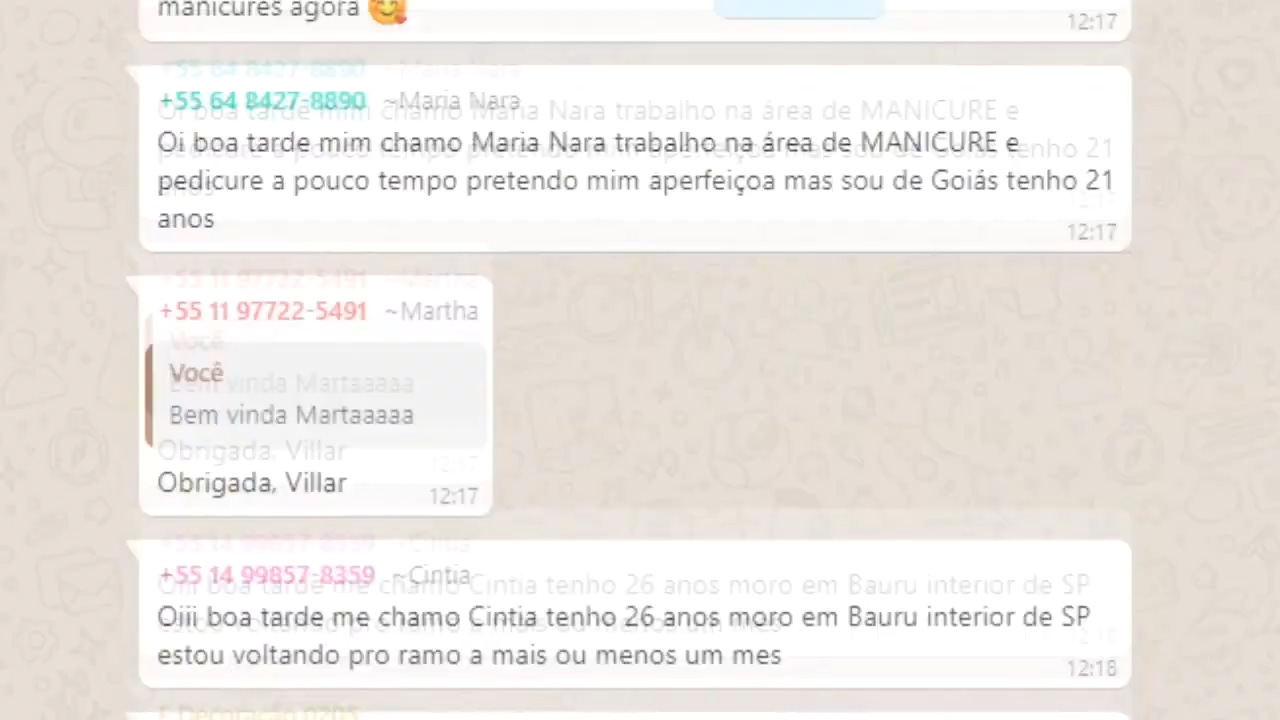 manicures agora 🥰
12:17
+55 64 8427-8890 ~Maria Nara
Oi boa tarde mim chamo Maria Nara trabalho na área de MANICURE e
pedicure a pouco tempo pretendo mim aperfeiçoa mas sou de Goiás tenho 21
anos
12:17
+55 11 97722-5491 ~Martha
Você
Bem vinda Martaaaaa
Obrigada, Villar
12:17
+55 14 99857-8359 ~Cintia
Oiii boa tarde me chamo Cintia tenho 26 anos moro em Bauru interior de SP
estou voltando pro ramo a mais ou menos um mes
12:18
Decoração 0205